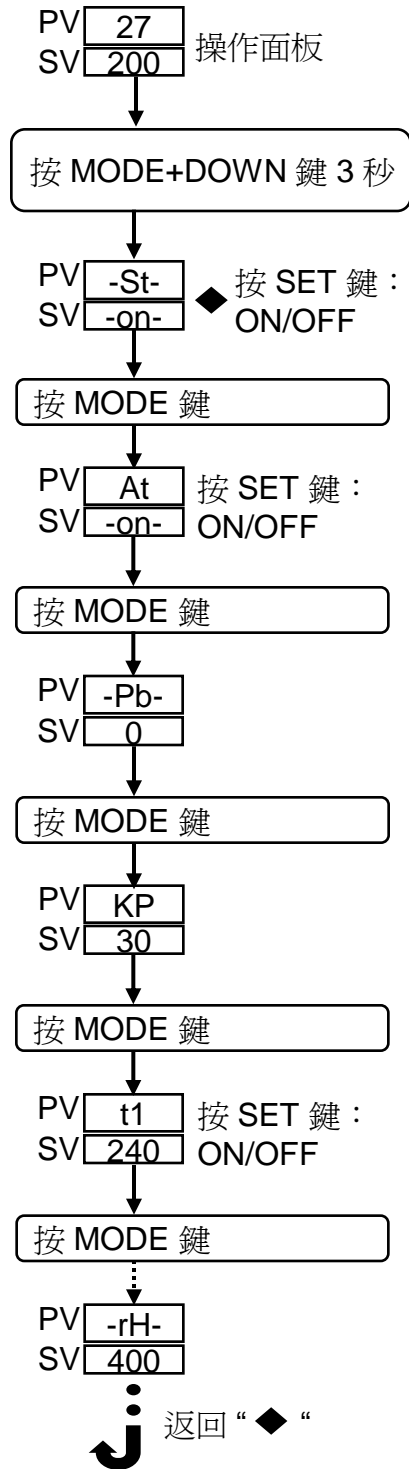 PV 27
SV 200
操作面板
按 MODE+DOWN 鍵 3 秒
PV -St-
SV -on-
◆ 按 SET 鍵：
ON/OFF
按 MODE 鍵
PV At
SV -on-
按 SET 鍵：
ON/OFF
按 MODE 鍵
PV -Pb-
SV 0
按 MODE 鍵
PV KP
SV 30
按 MODE 鍵
PV t1
SV 240
按 SET 鍵：
ON/OFF
按 MODE 鍵
PV -rH-
SV 400
返回 “ ◆ “